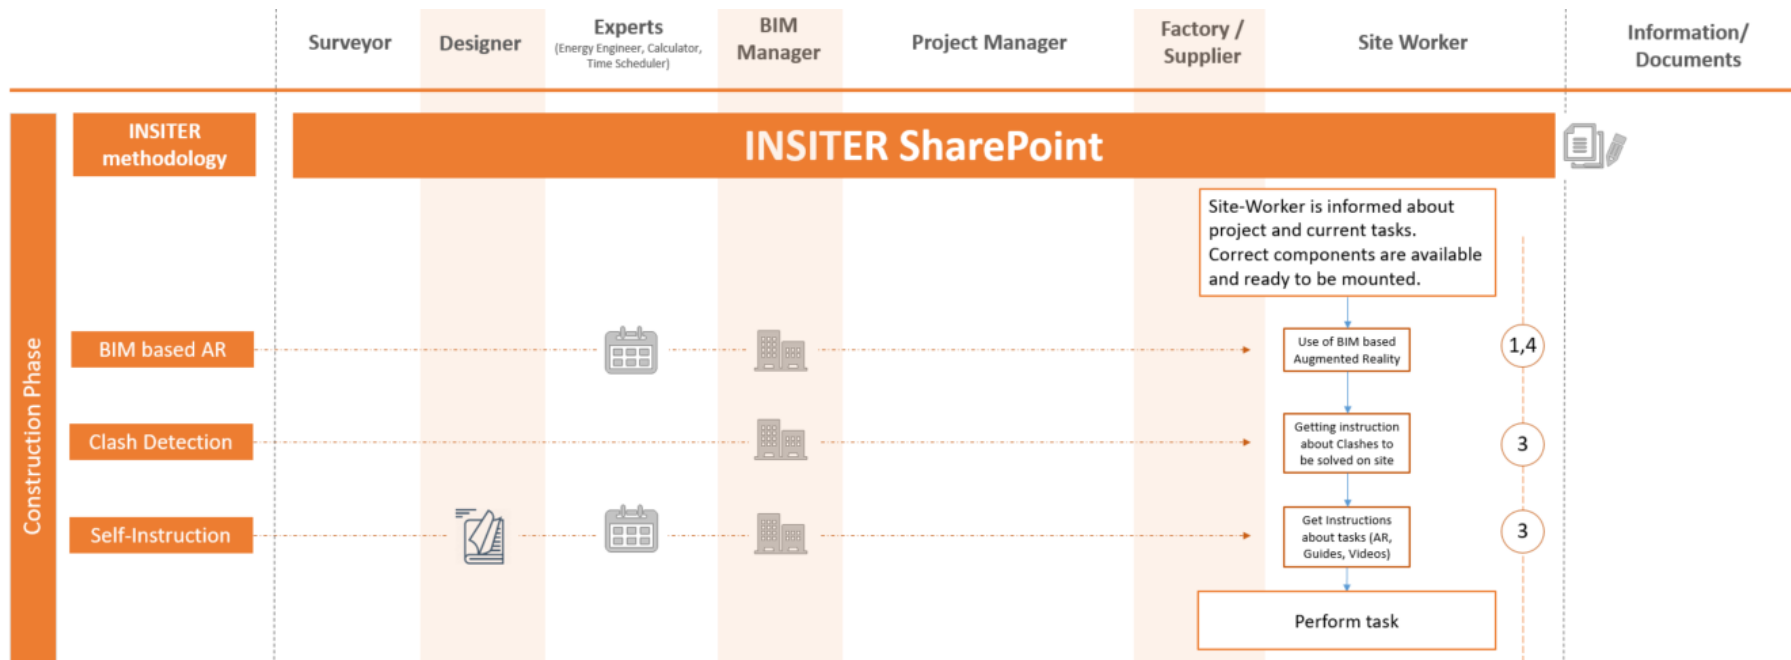 Surveyor
Designer
Experts
(Energy Engineer, Calculator,
Time Scheduler)
BIM
Manager
Project Manager
Factory /
Supplier
Site Worker
Information/
Documents
Construction Phase
INSITER
methodology
INSITER SharePoint
Site-Worker is informed about
project and current tasks.
Correct components are available
and ready to be mounted.
BIM based AR
Use of BIM based
Augmented Reality
1,4
Clash Detection
Getting instruction
about Clashes to
be solved on site
3
Self-Instruction
Get Instructions
about tasks (AR,
Guides, Videos)
3
Perform task